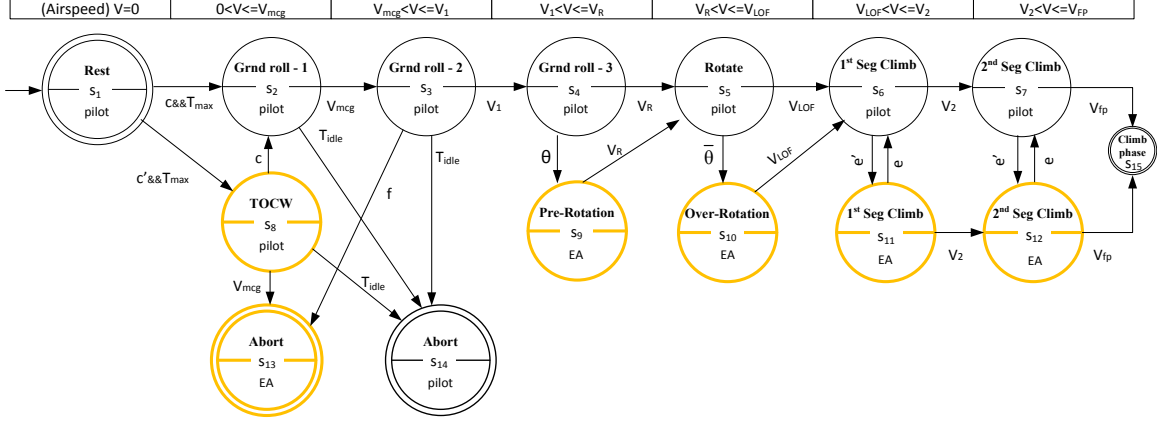 (Airspeed) V=0
0<V<=Vmcg
Vmcg<V<=V1
V1<V<=VR
VR<V<=VLOF
VLOF<V<=V2
V2<V<=VFP
Rest
s1
pilot
c&&Tmax
Grnd roll - 1
s2
pilot
Vmcg
Grnd roll - 2
s3
pilot
V1
Grnd roll - 3
s4
pilot
VR
Rotate
s5
pilot
VLOF
1st Seg Climb
s6
pilot
V2
2nd Seg Climb
s7
pilot
Vfp
Climb
phase
s15
c'&&Tmax
c
Tidle
f
Tidle
θ
VR
θ̅
VLOF
e'
e
e'
e
TOCW
s8
pilot
Pre-Rotation
s9
EA
Over-Rotation
s10
EA
1st Seg Climb
s11
EA
V2
2nd Seg Climb
s12
EA
Vfp
Vmcg
Tidle
Abort
s13
EA
Abort
s14
pilot